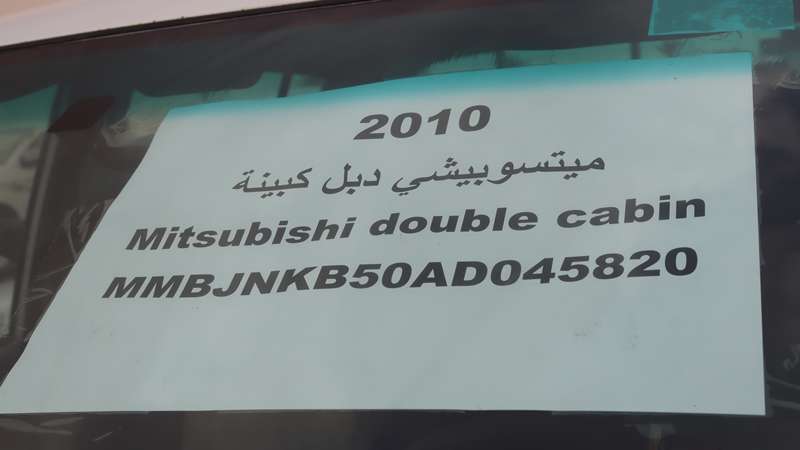 2010
ميتسوبيشي دبل كبينة
Mitsubishi double cabin
MMBJNKB50AD045820